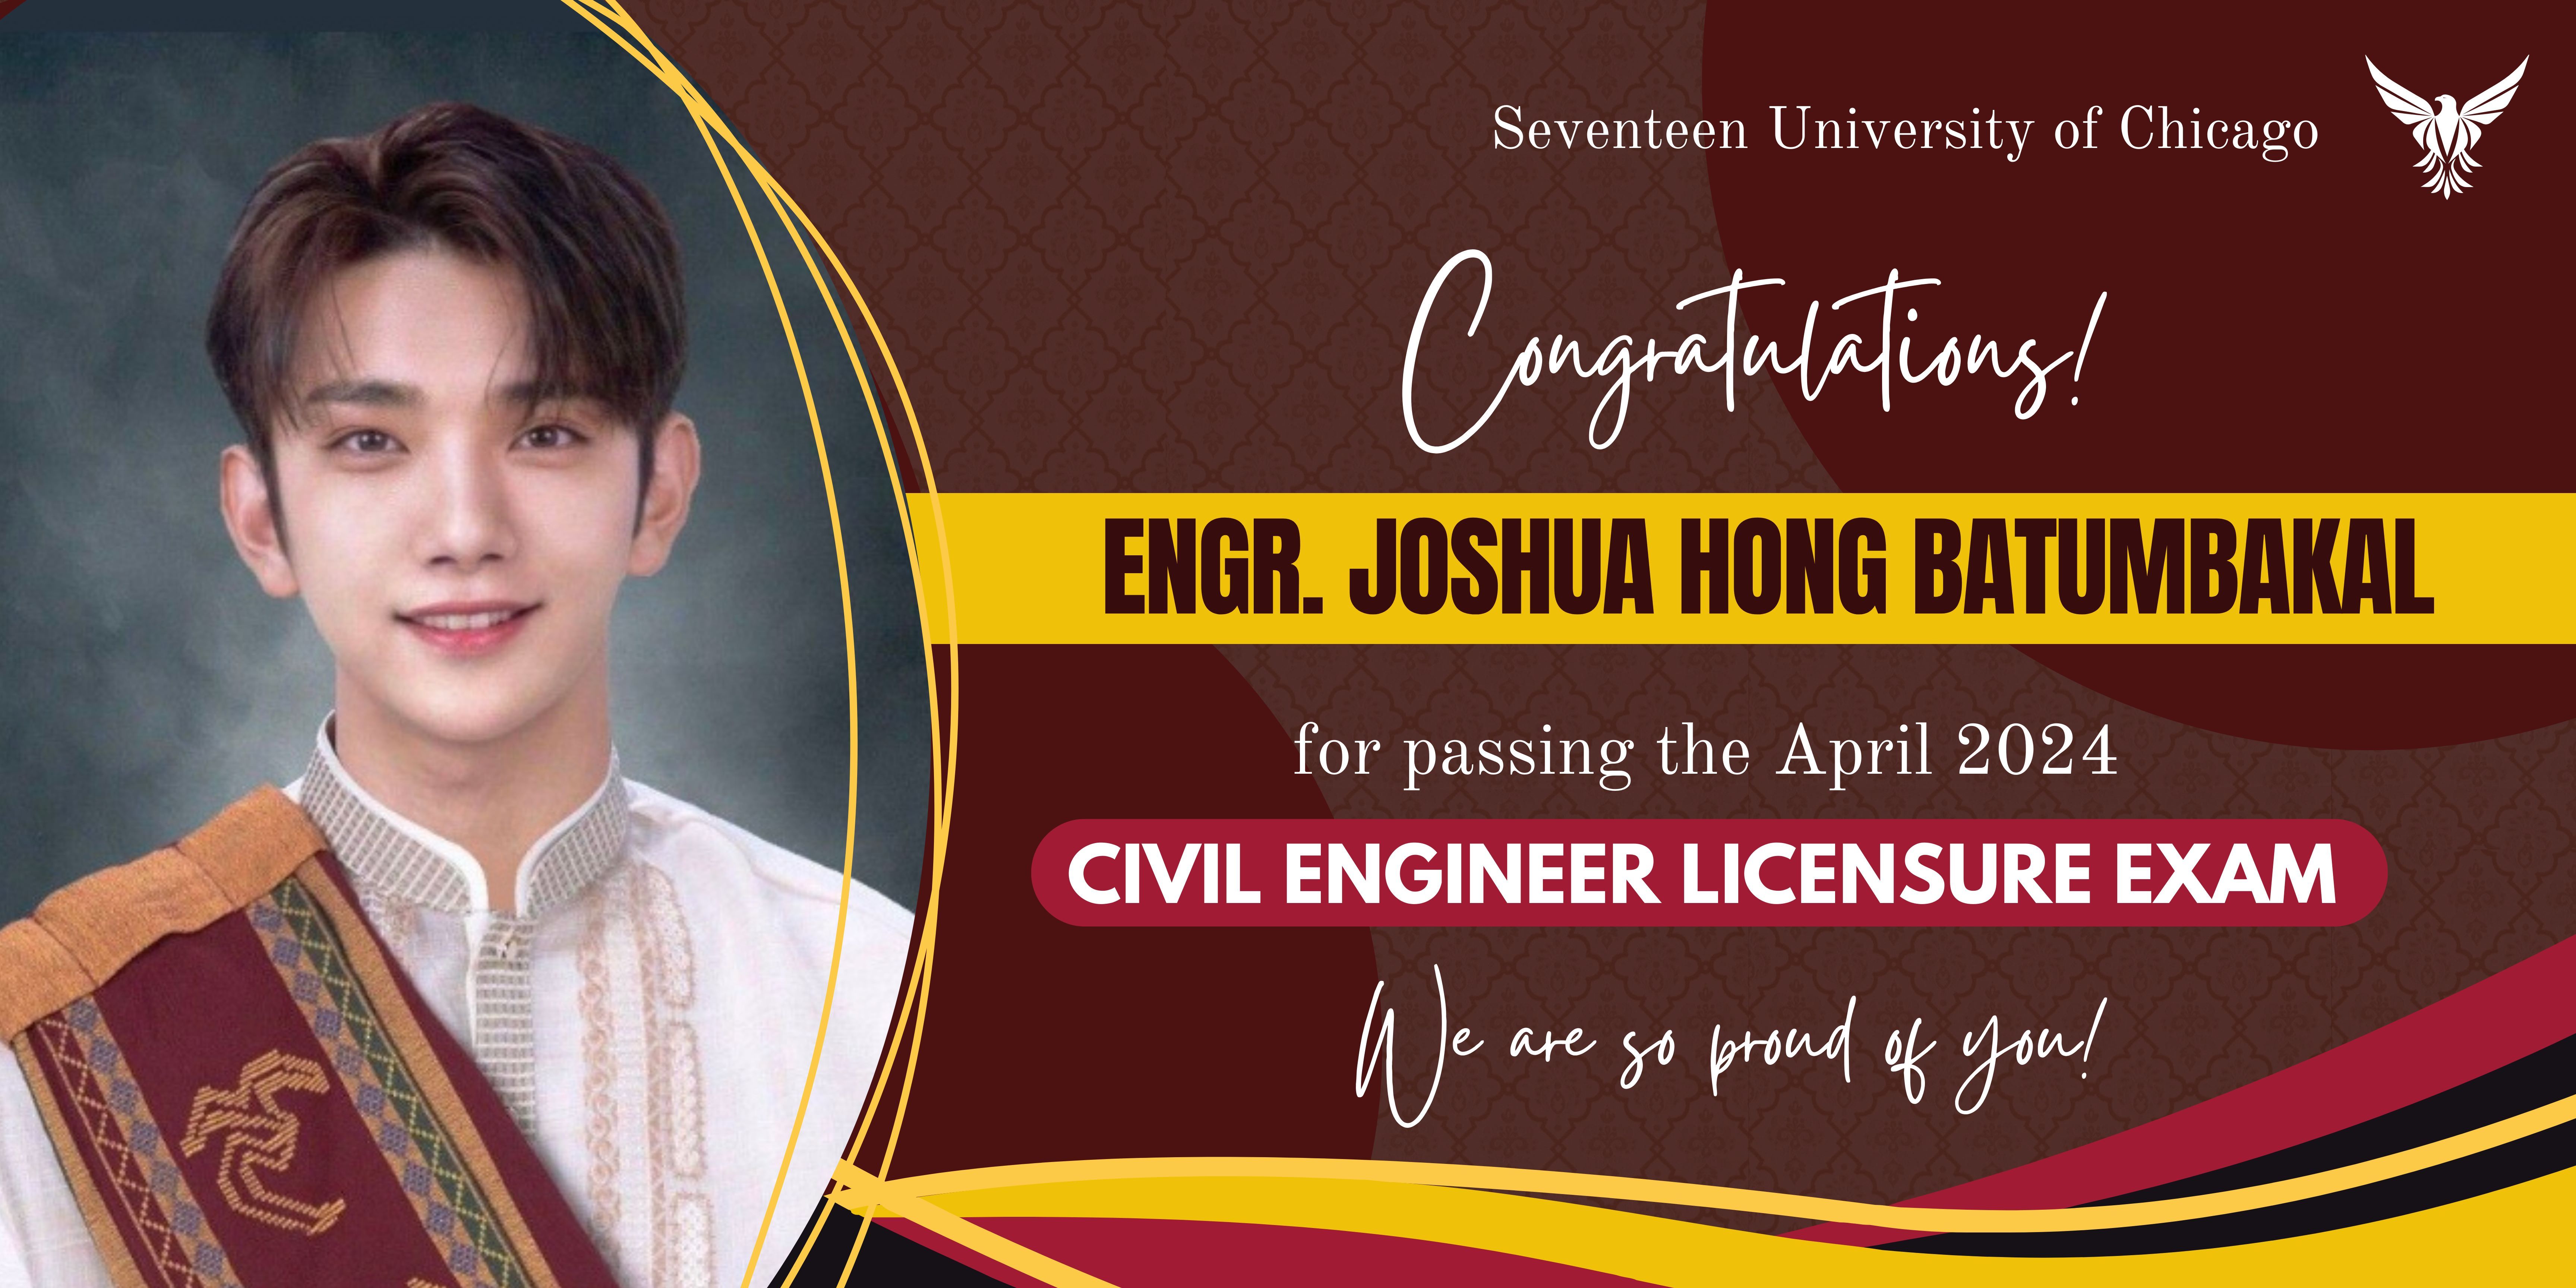 Seventeen University of Chicago
Congratulations!
ENGR. JOSHUA HONG BATUMBAKAL
for passing the April 2024
CIVIL ENGINEER LICENSURE EXAM
We are so proud of you!